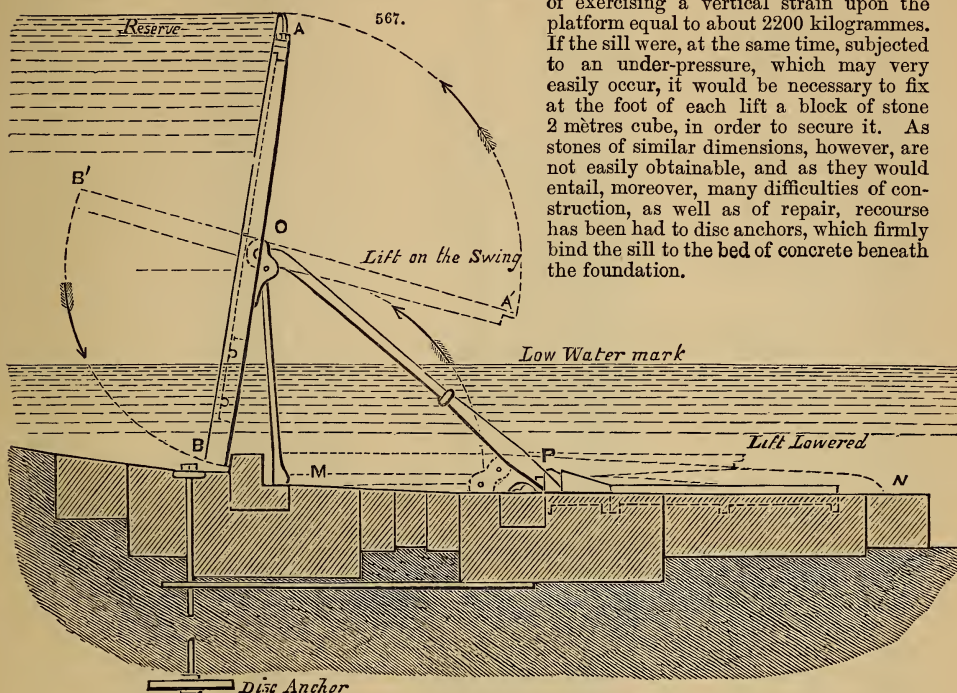 of exercising a vertical strain upon the
platform equal to about 2200 kilogrammes.
If the sill were, at the same time, subjected
to an under-pressure, which may very
easily occur, it would be necessary to fix
at the foot of each lift a block of stone
2 mètres cube, in order to secure it. As
stones of similar dimensions, however, are
not easily obtainable, and as they would
entail, moreover, many difficulties of con-
struction, as well as of repair, recourse
has been had to disc anchors, which firmly
bind the sill to the bed of concrete beneath
the foundation.
567.
Reserve
A
B'
O
Lift on the Swing
A'
Low Water mark
B
M
P
Lift Lowered
N
Disc Anchor